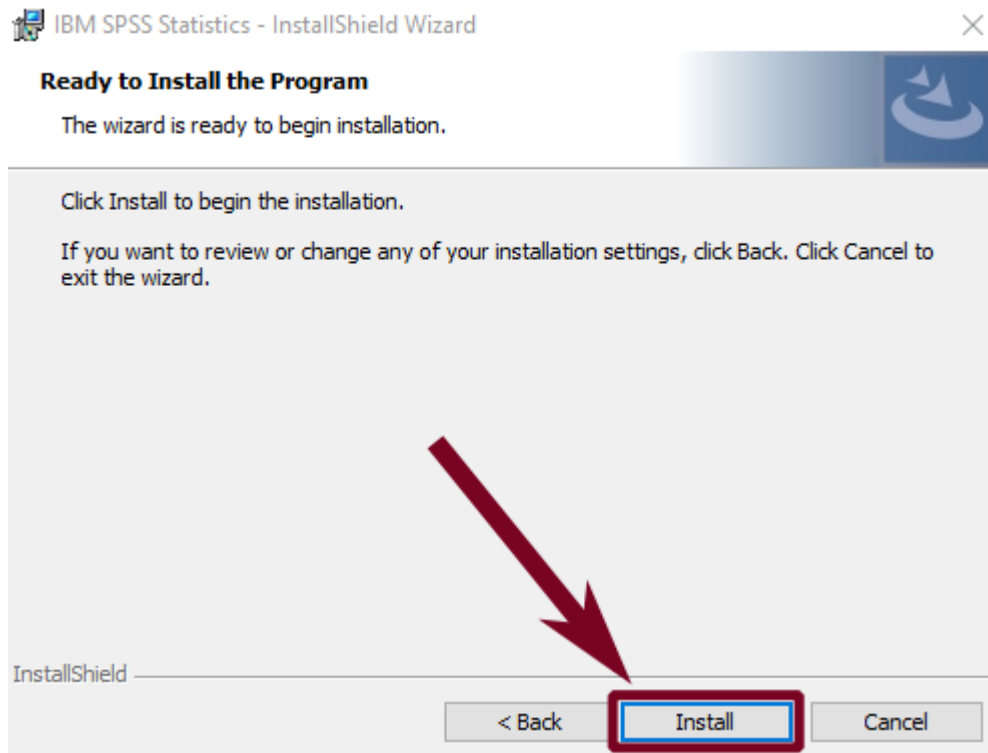 IBM SPSS Statistics - InstallShield Wizard
Ready to Install the Program
The wizard is ready to begin installation.
Click Install to begin the installation.
If you want to review or change any of your installation settings, click Back. Click Cancel to
exit the wizard.
InstallShield
< Back Install Cancel